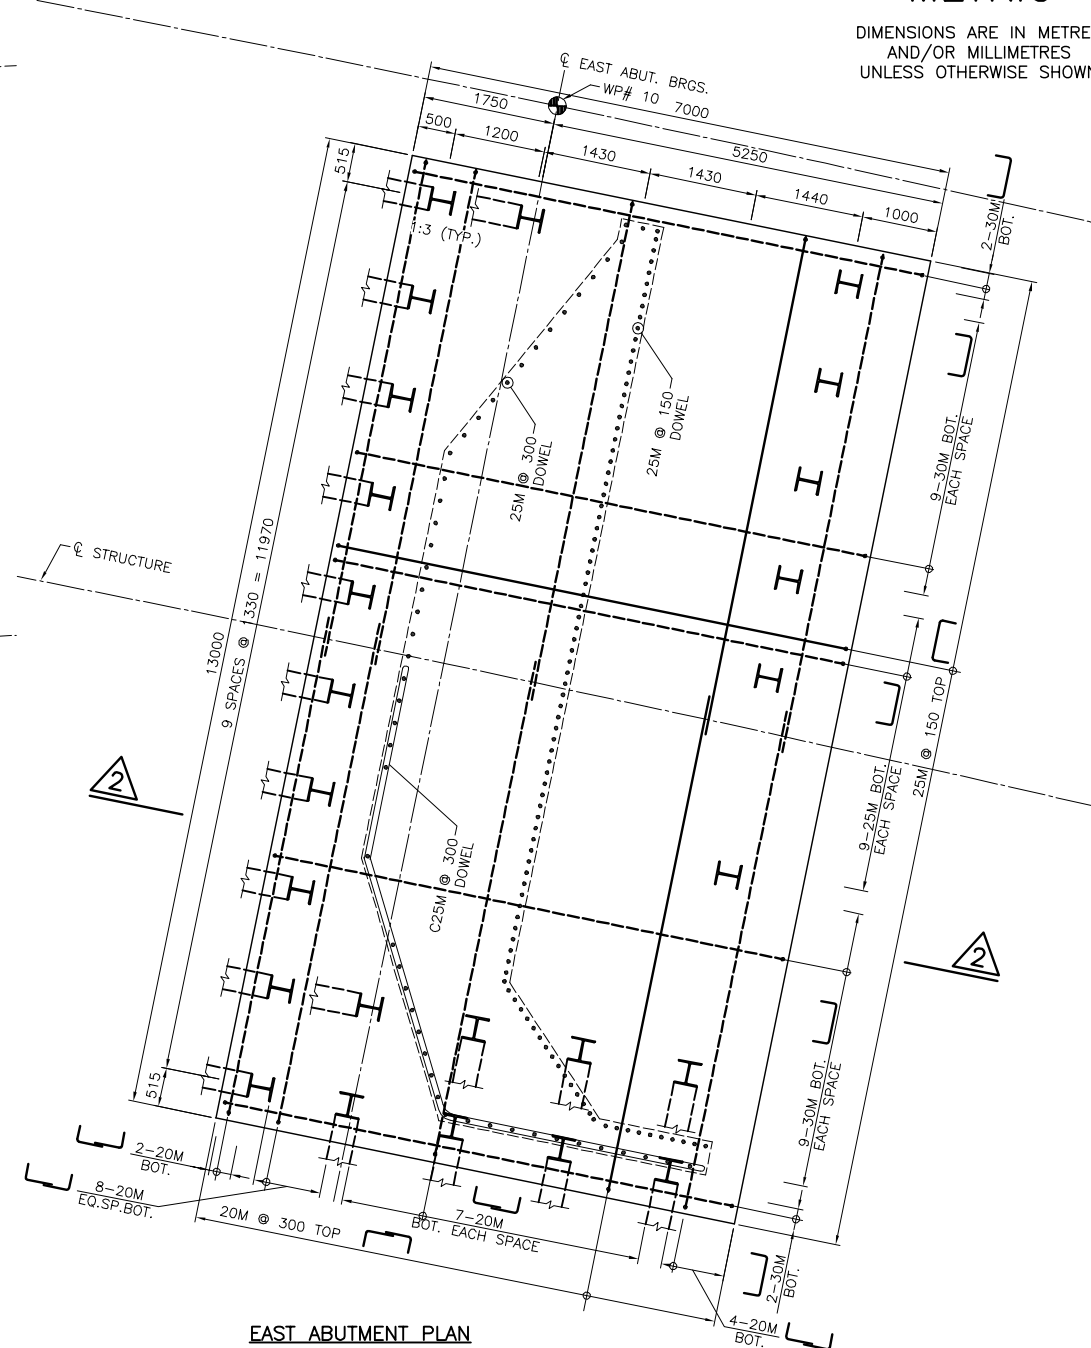 DIMENSIONS ARE IN METRE
AND/OR MILLIMETRES
UNLESS OTHERWISE SHOWN
℄ EAST ABUT. BRGS.
WP# 10
7000
1750
5250
500
1200
1430
1430
1440
1000
515
1:3 (TYP.)
2-30M
BOT.
25M @ 300
DOWEL
25M @ 150
DOWEL
9-30M BOT.
EACH SPACE
℄ STRUCTURE
13000
9 SPACES @ 1330 = 11970
25M @ 150 TOP
9-25M BOT.
EACH SPACE
2
C25M @ 300
DOWEL
2
9-30M BOT.
EACH SPACE
515
2-20M
BOT.
8-20M
EQ.SP.BOT.
20M @ 300 TOP
7-20M
BOT. EACH SPACE
2-30M
BOT.
4-20M
BOT.
EAST ABUTMENT PLAN